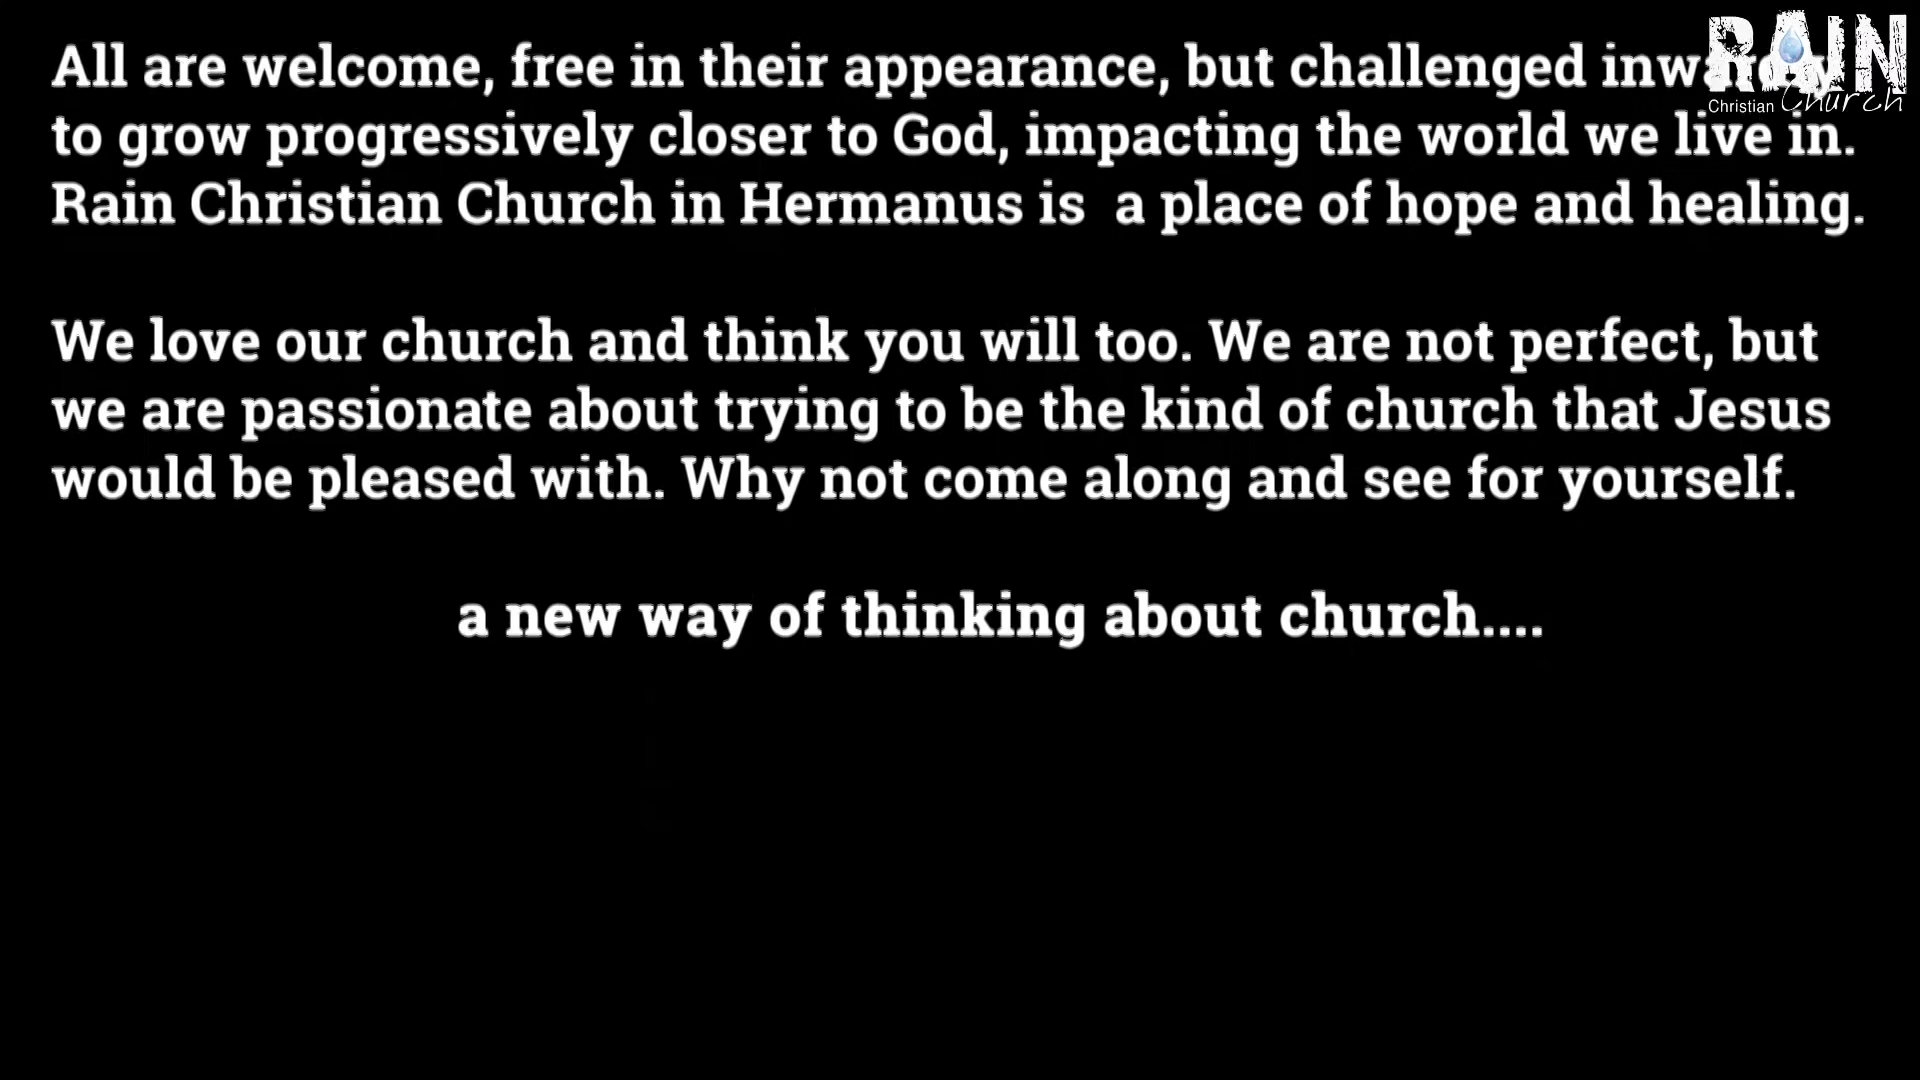 All are welcome, free in their appearance, but challenged inwardly
to grow progressively closer to God, impacting the world we live in.
Rain Christian Church in Hermanus is  a place of hope and healing.
We love our church and think you will too. We are not perfect, but
we are passionate about trying to be the kind of church that Jesus
would be pleased with. Why not come along and see for yourself.
a new way of thinking about church....
RAIN
Christian Church